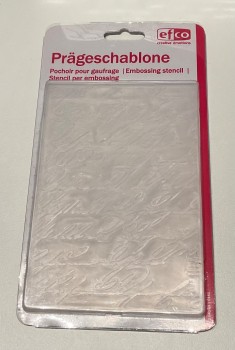 efco
creative emotions
Prägeschablone
Pochoir pour gaufrage | Embossing stencil |
Stencil per embossing